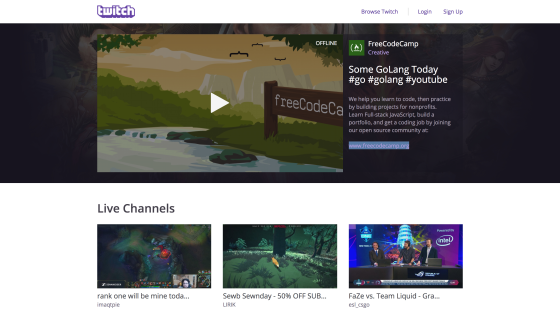 twitch
Browse Twitch
Login
Sign Up
OFFLINE
FreeCodeCamp
Creative
Some GoLang Today
#go #golang #youtube
We help you learn to code, then practice
by building projects for nonprofits.
Learn Full-stack JavaScript, build a
portfolio, and get a coding job by joining
our open source community at:
www.freecodecamp.org
freeCodeCa
Live Channels
rank one will be mine toda...
imaqtpie
Sewb Sewnday - 50% OFF SUB...
LIRIK
FaZe vs. Team Liquid - Gra...
esl_csgo
intel